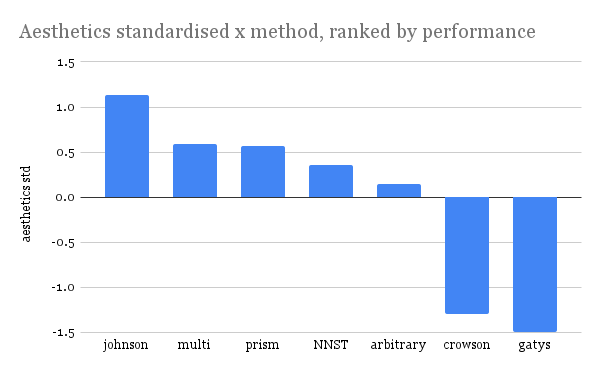 Aesthetics standardised x method, ranked by performance
1.5
1.0
0.5
0.0
-0.5
-1.0
-1.5
aesthetics std
johnson multi prism NNST arbitrary crowson gatys